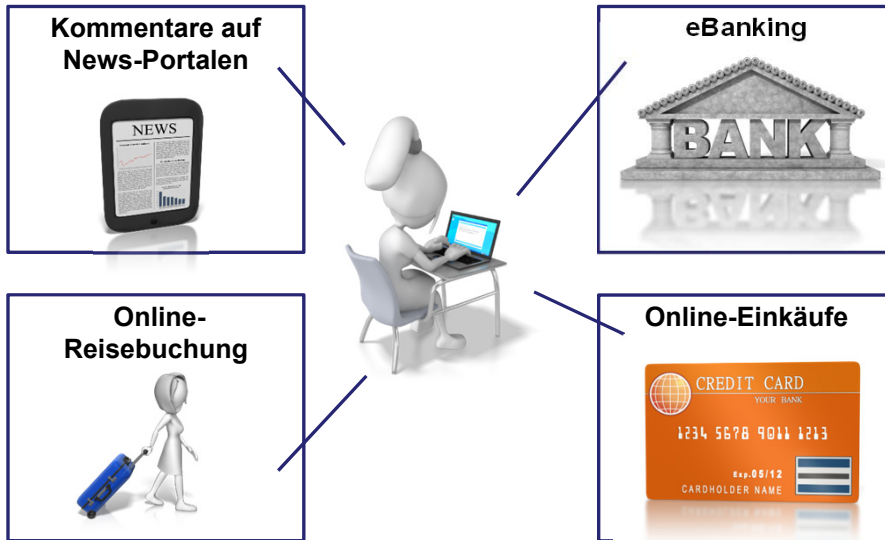 Kommentare auf
News-Portalen
NEWS
eBanking
BANK
Online-
Reisebuchung
Online-Einkäufe
CREDIT CARD
YOUR BANK
1234 5678 9011 1213
Exp.05/12
CARDHOLDER NAME